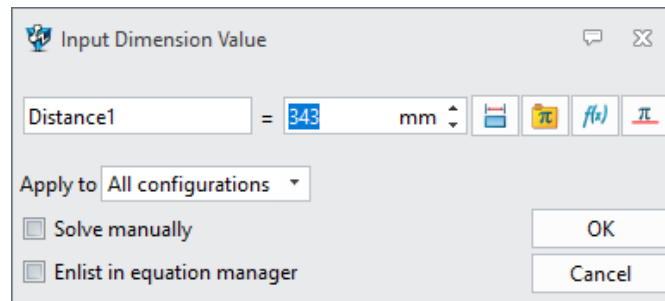 Input Dimension Value
Distance1 = 343 mm π f(x) π
Apply to All configurations
Solve manually OK
Enlist in equation manager Cancel